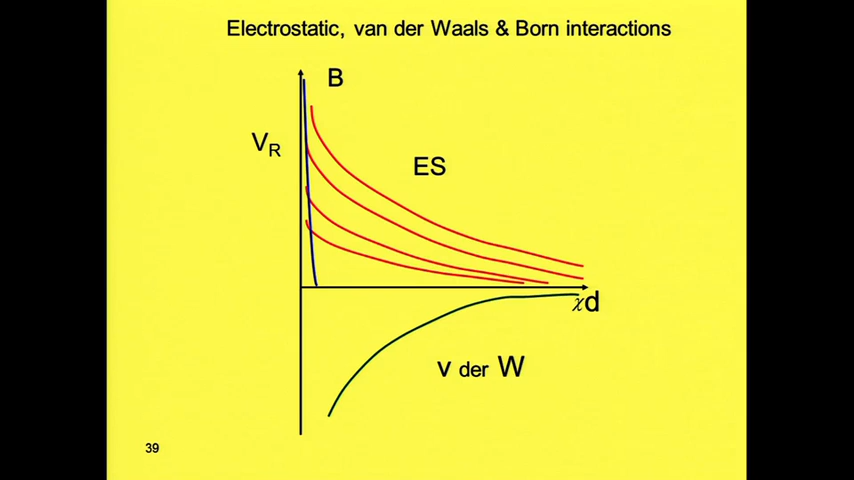 Electrostatic, van der Waals & Born interactions
B
VR
ES
χd
v der W
39